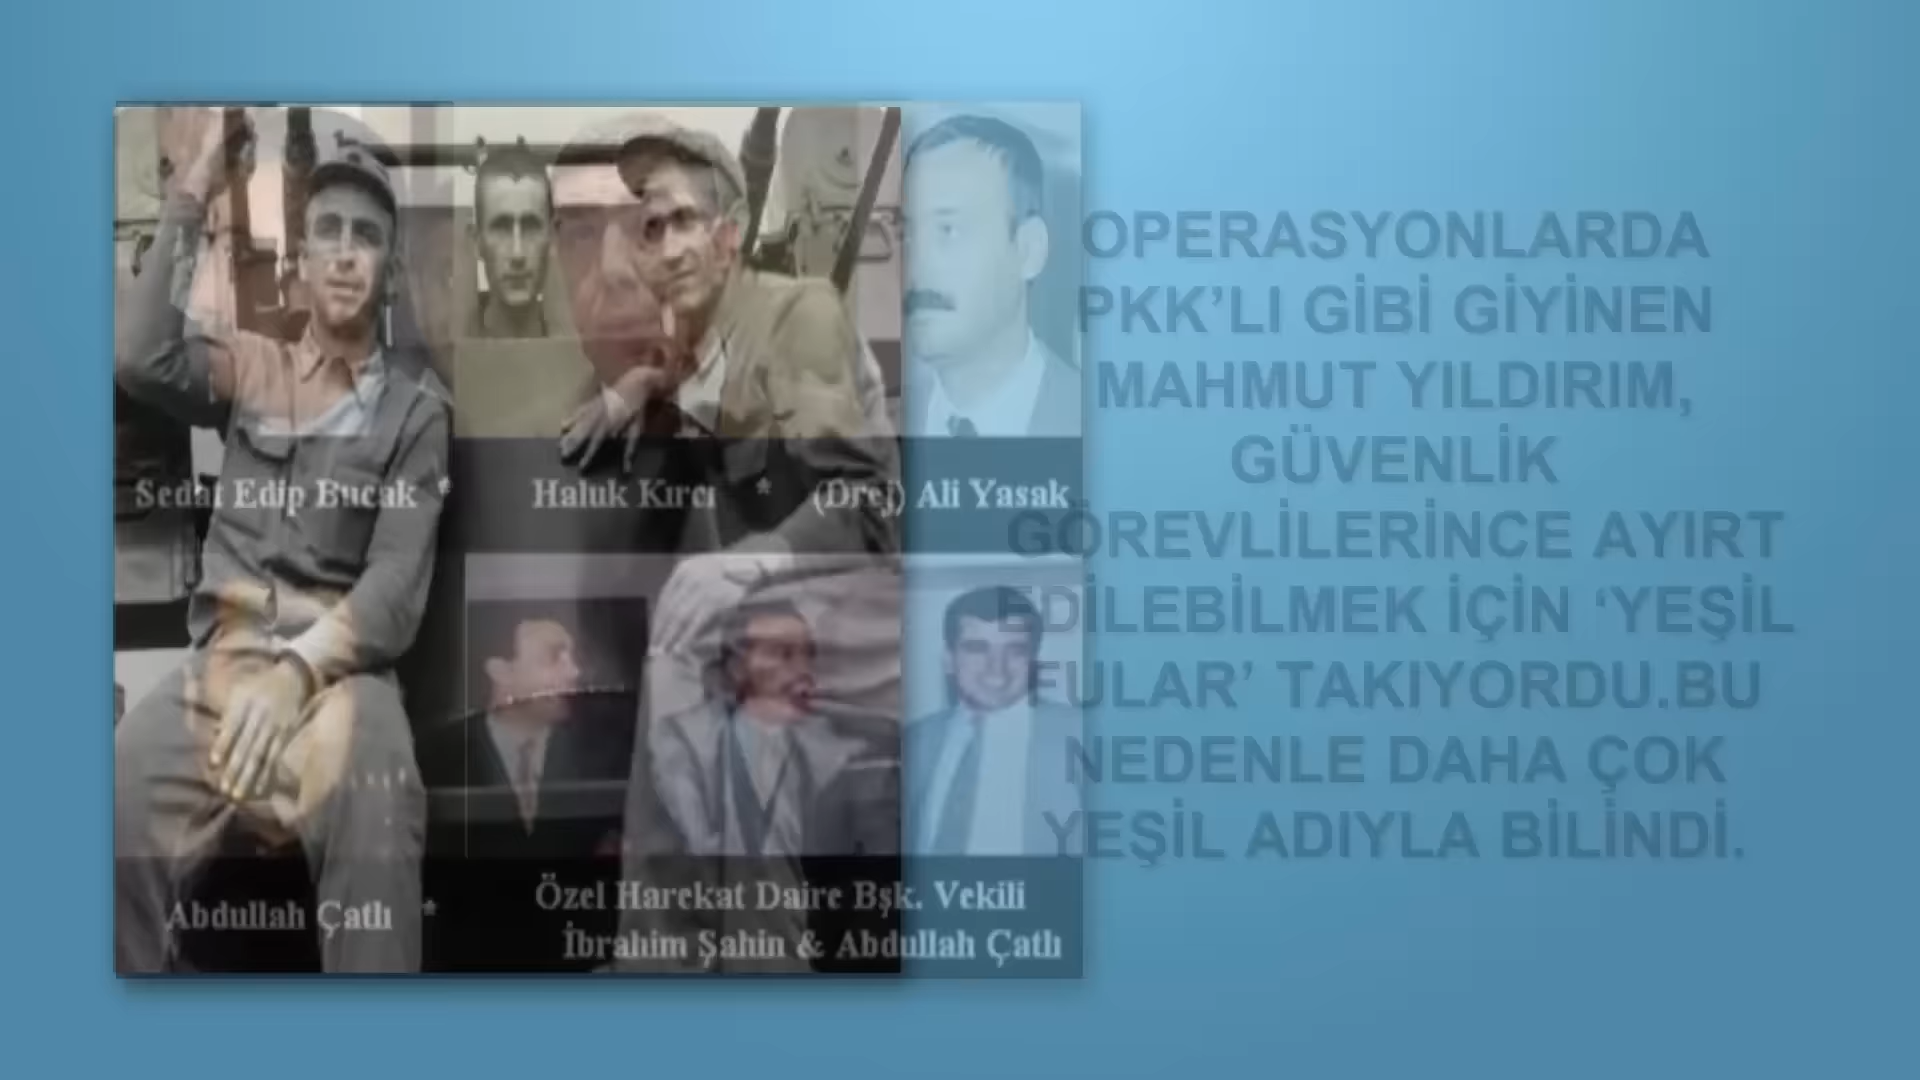 Sedat Edip Bucak * Haluk Kırcı * (Drej) Ali Yasak
Abdullah Çatlı * Özel Harekat Daire Bşk. Vekili
İbrahim Şahin & Abdullah Çatlı
OPERASYONLARDA
PKK’LI GİBİ GİYİNEN
MAHMUT YILDIRIM,
GÜVENLİK
GÖREVLİLERİNCE AYIRT
EDİLEBİLMEK İÇİN ‘YEŞİL
FULAR’ TAKIYORDU.BU
NEDENLE DAHA ÇOK
YEŞİL ADIYLA BİLİNDİ.